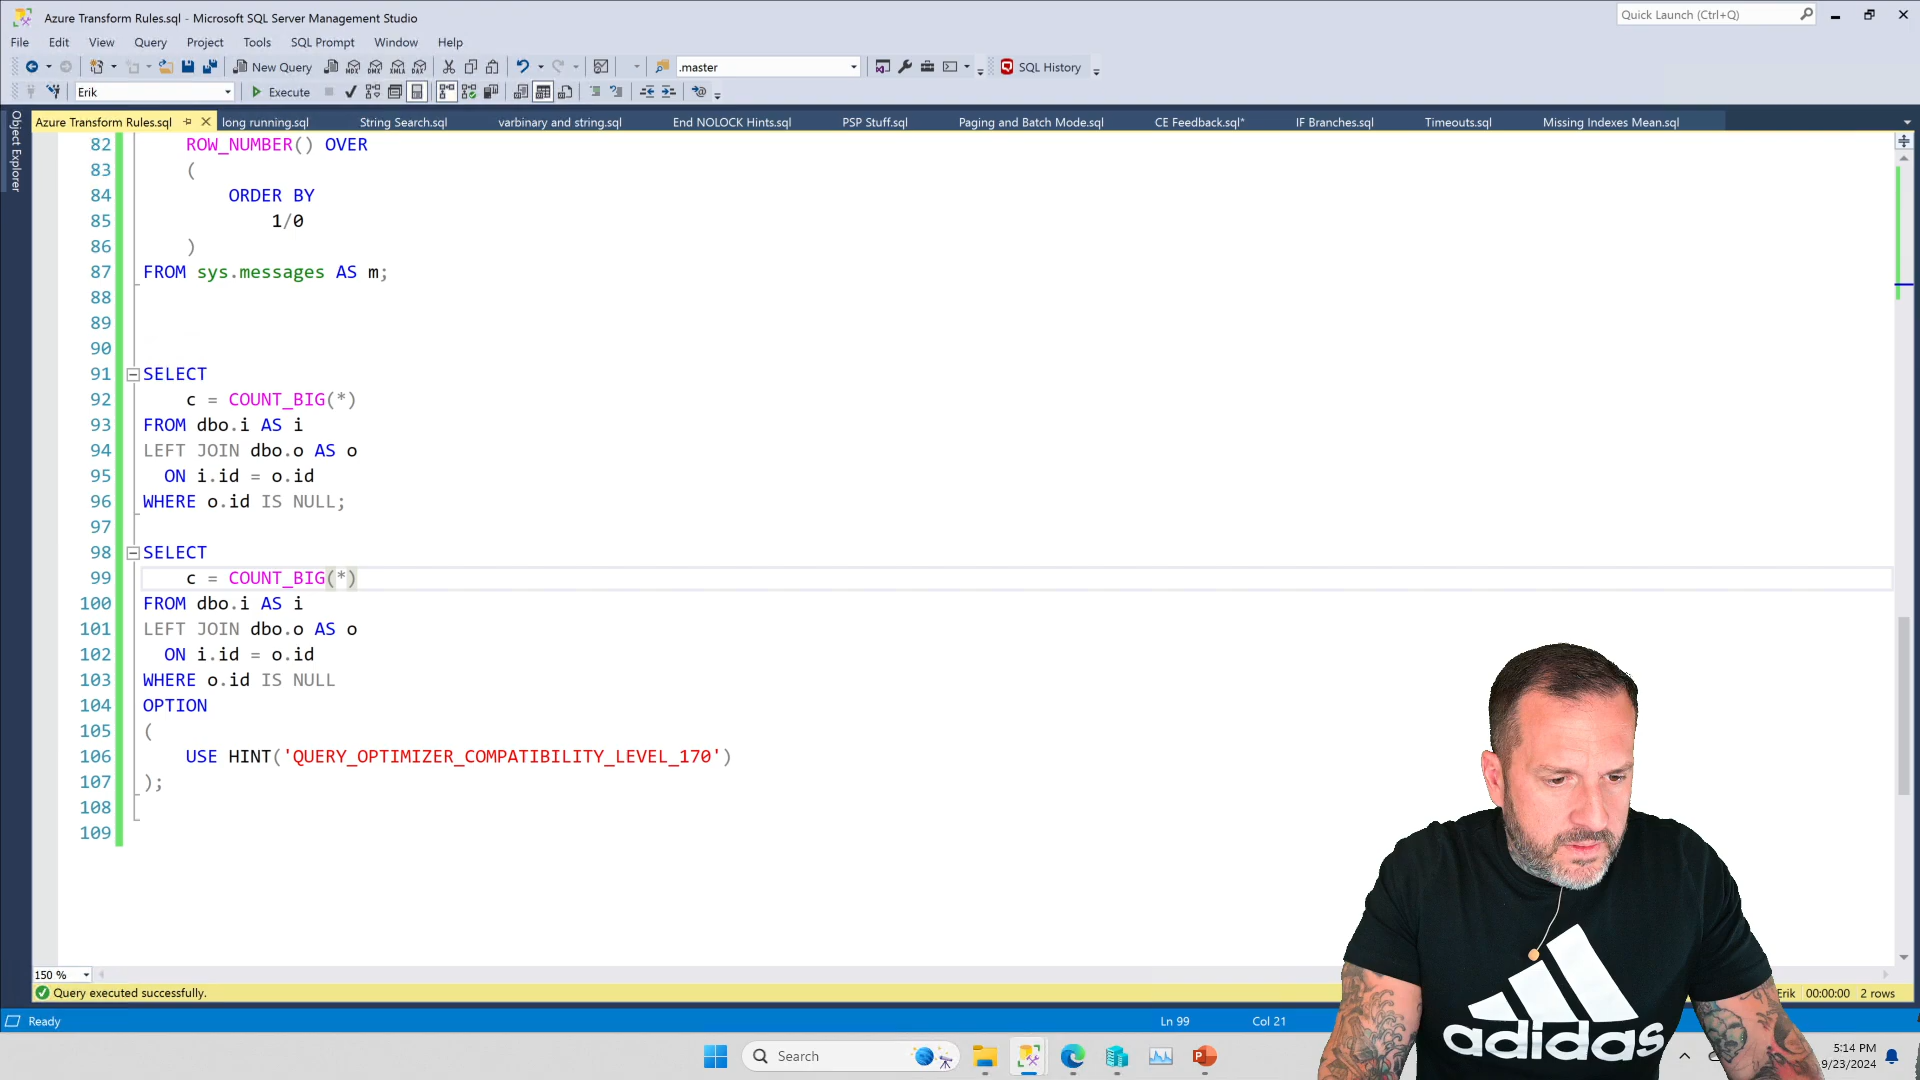 Azure Transform Rules.sql - Microsoft SQL Server Management Studio
Quick Launch (Ctrl+Q)
File Edit View Query Project Tools SQL Prompt Window Help
New Query
MDX DMX XMLA DAX
.master
SQL History
Erik
Execute
Azure Transform Rules.sql
long running.sql
String Search.sql
varbinary and string.sql
End NOLOCK Hints.sql
PSP Stuff.sql
Paging and Batch Mode.sql
CE Feedback.sql*
IF Branches.sql
Timeouts.sql
Missing Indexes Mean.sql
Object Explorer
82 ROW_NUMBER() OVER
83 (
84 ORDER BY
85 1/0
86 )
87 FROM sys.messages AS m;
88
89
90
91 SELECT
92 c = COUNT_BIG(*)
93 FROM dbo.i AS i
94 LEFT JOIN dbo.o AS o
95 ON i.id = o.id
96 WHERE o.id IS NULL;
97
98 SELECT
99 c = COUNT_BIG(*)
100 FROM dbo.i AS i
101 LEFT JOIN dbo.o AS o
102 ON i.id = o.id
103 WHERE o.id IS NULL
104 OPTION
105 (
106 USE HINT('QUERY_OPTIMIZER_COMPATIBILITY_LEVEL_170')
107 );
108
109
150 %
Query executed successfully.
Erik 00:00:00 2 rows
Ready
Ln 99
Col 21
adidas
Search
5:14 PM
9/23/2024